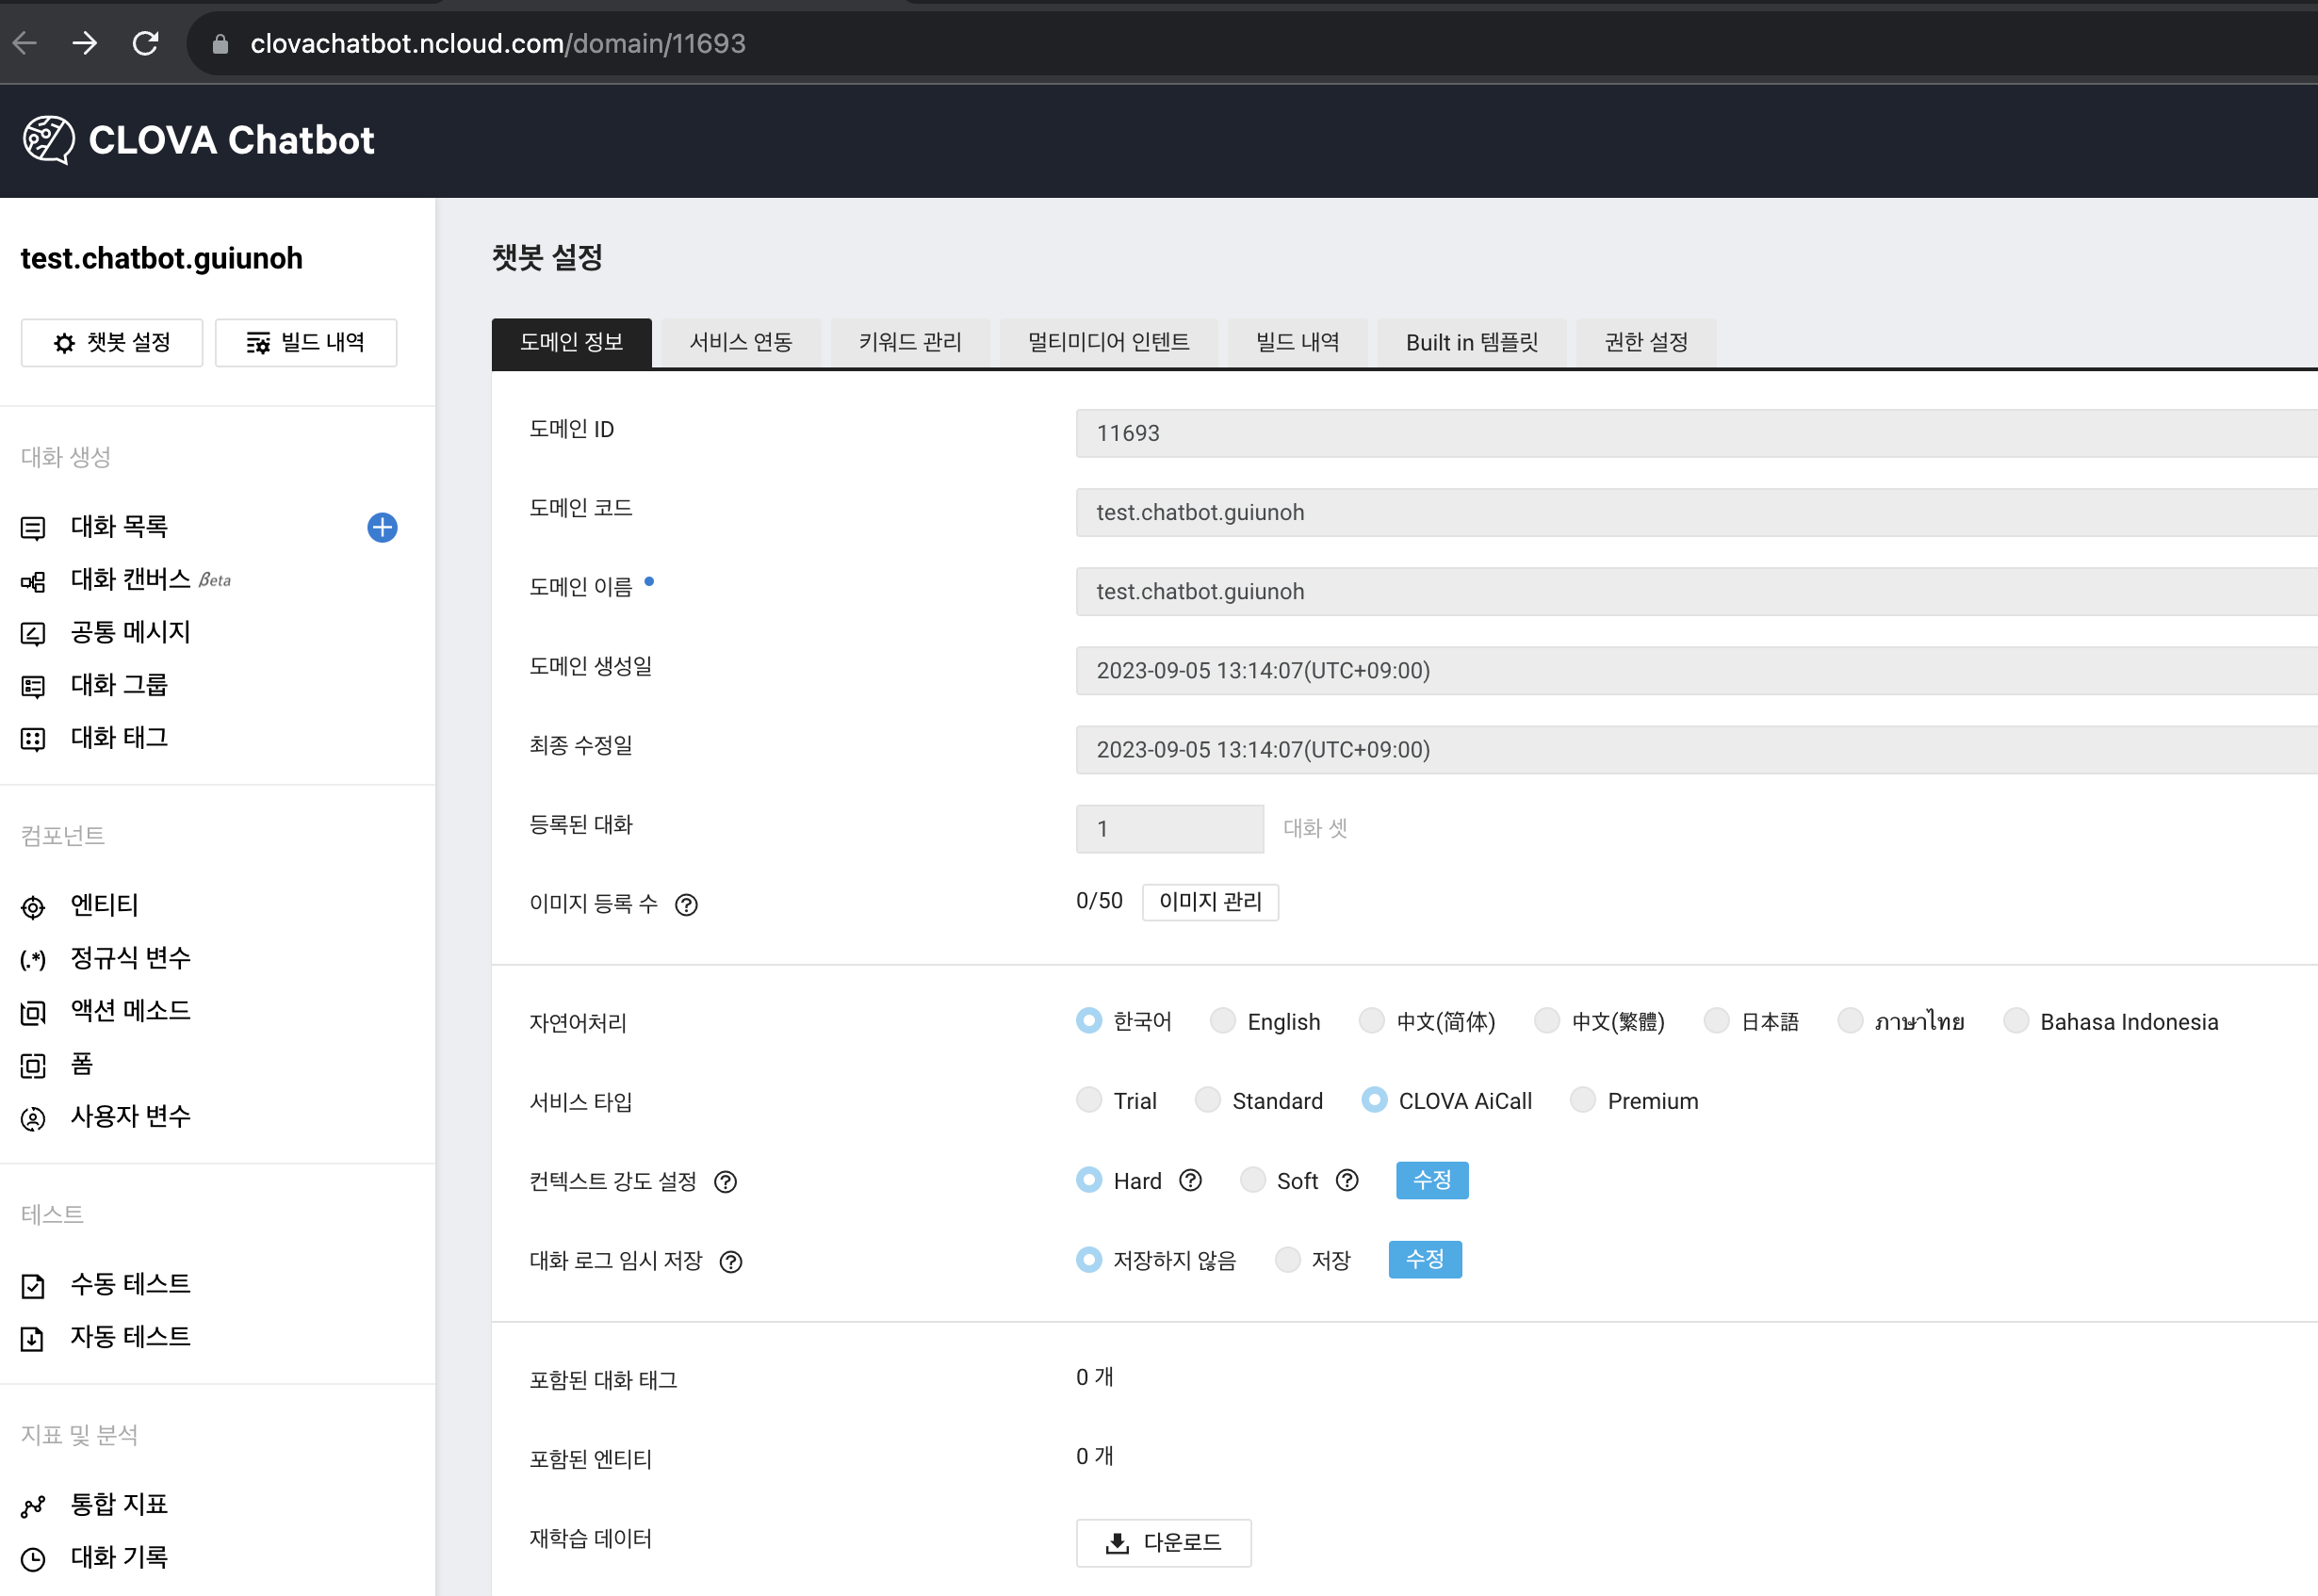 clovachatbot.ncloud.com/domain/11693
CLOVA Chatbot
test.chatbot.guiunoh
챗봇 설정
빌드 내역
대화 생성
대화 목록
대화 캔버스 βeta
공통 메시지
대화 그룹
대화 태그
컴포넌트
엔티티
(.*) 정규식 변수
액션 메소드
폼
사용자 변수
테스트
수동 테스트
자동 테스트
지표 및 분석
통합 지표
대화 기록
챗봇 설정
도메인 정보 서비스 연동 키워드 관리 멀티미디어 인텐트 빌드 내역 Built in 템플릿 권한 설정
도메인 ID 11693
도메인 코드 test.chatbot.guiunoh
도메인 이름 test.chatbot.guiunoh
도메인 생성일 2023-09-05 13:14:07(UTC+09:00)
최종 수정일 2023-09-05 13:14:07(UTC+09:00)
등록된 대화 1 대화 셋
이미지 등록 수 ? 0/50 이미지 관리
자연어처리 한국어 English 中文(简体) 中文(繁體) 日本語 ภาษาไทย Bahasa Indonesia
서비스 타입 Trial Standard CLOVA AiCall Premium
컨텍스트 강도 설정 ? Hard ? Soft ? 수정
대화 로그 임시 저장 ? 저장하지 않음 저장 수정
포함된 대화 태그 0 개
포함된 엔티티 0 개
재학습 데이터 다운로드